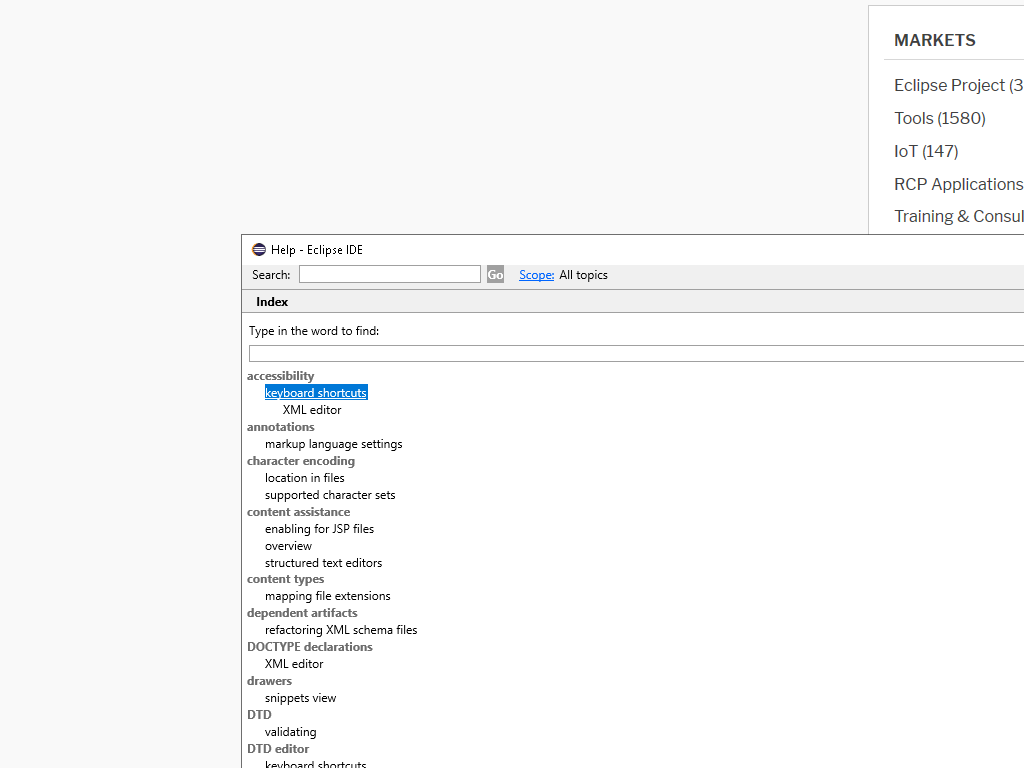 MARKETS
Eclipse Project (3
Tools (1580)
IoT (147)
RCP Applications
Training & Consul
Help - Eclipse IDE
Search: Go Scope: All topics
Index
Type in the word to find:
accessibility
keyboard shortcuts
XML editor
annotations
markup language settings
character encoding
location in files
supported character sets
content assistance
enabling for JSP files
overview
structured text editors
content types
mapping file extensions
dependent artifacts
refactoring XML schema files
DOCTYPE declarations
XML editor
drawers
snippets view
DTD
validating
DTD editor
keyboard shortcuts